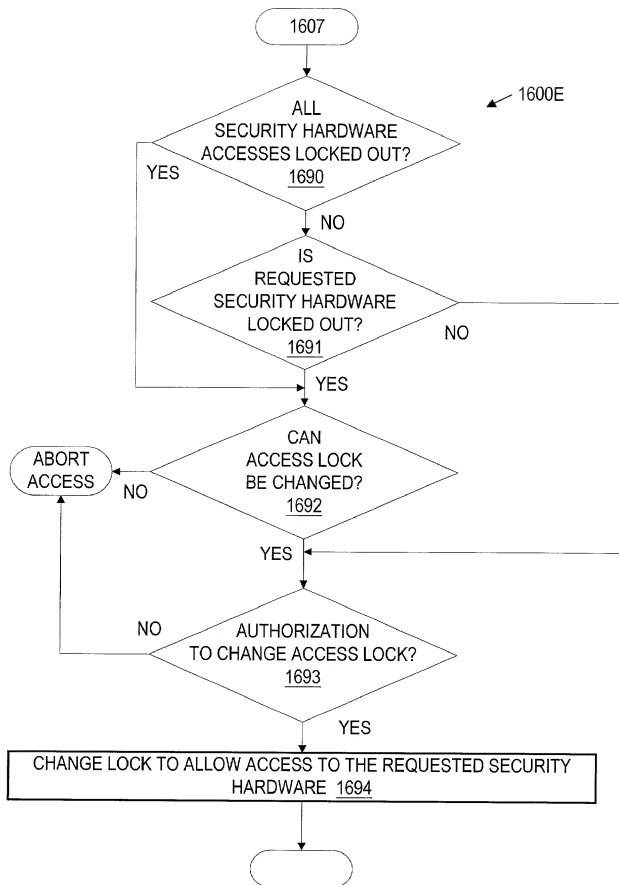 1607
1600E
ALL
SECURITY HARDWARE
ACCESSES LOCKED OUT?
1690
YES
NO
IS
REQUESTED
SECURITY HARDWARE
LOCKED OUT?
1691
NO
YES
CAN
ACCESS LOCK
BE CHANGED?
1692
ABORT
ACCESS
NO
YES
NO
AUTHORIZATION
TO CHANGE ACCESS LOCK?
1693
YES
CHANGE LOCK TO ALLOW ACCESS TO THE REQUESTED SECURITY
HARDWARE 1694